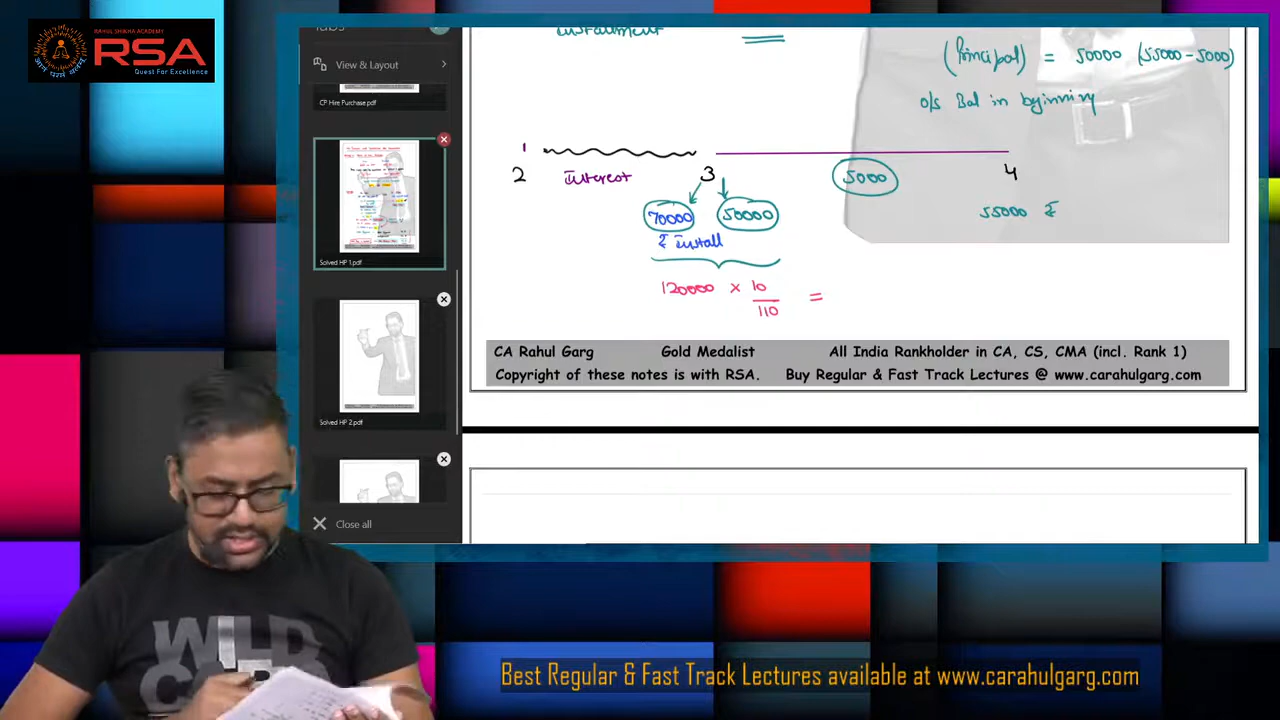 RAHUL SHIKHA ACADEMY
RSA
Quest For Excellence
View & Layout
CP Hire Purchase.pdf
Solved HP 1.pdf
Solved HP 2.pdf
Close all
Installment
(Principal) = 50000 (55000-5000)
o/s Bal in beginning
2 Interest 3 5000 4
70000 50000 55000 ₹
₹ Install
120000 × 10/110 =
CA Rahul Garg Gold Medalist All India Rankholder in CA, CS, CMA (incl. Rank 1)
Copyright of these notes is with RSA. Buy Regular & Fast Track Lectures @ www.carahulgarg.com
WILD
Best Regular & Fast Track Lectures available at www.carahulgarg.com